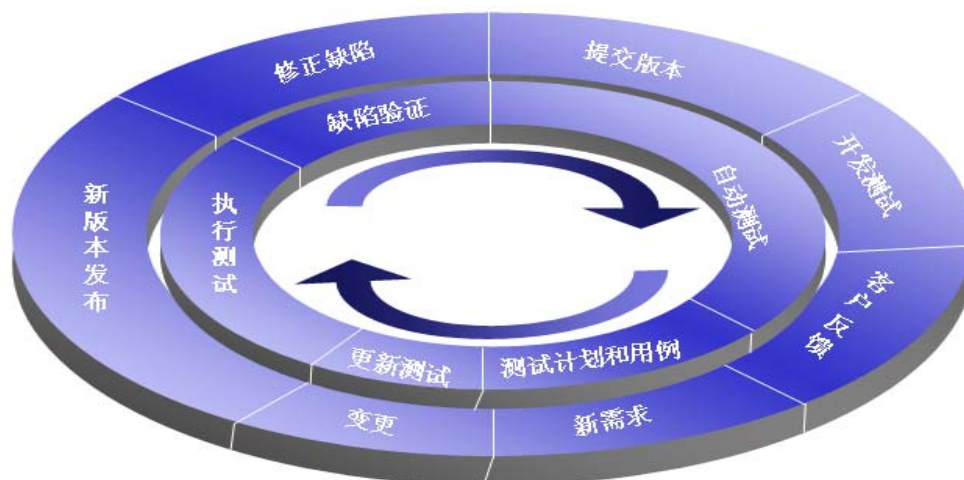 修正缺陷
提交版本
开发测试
客户反馈
新需求
变更
新版本发布
缺陷验证
自动测试
测试计划和用例
更新测试
执行测试